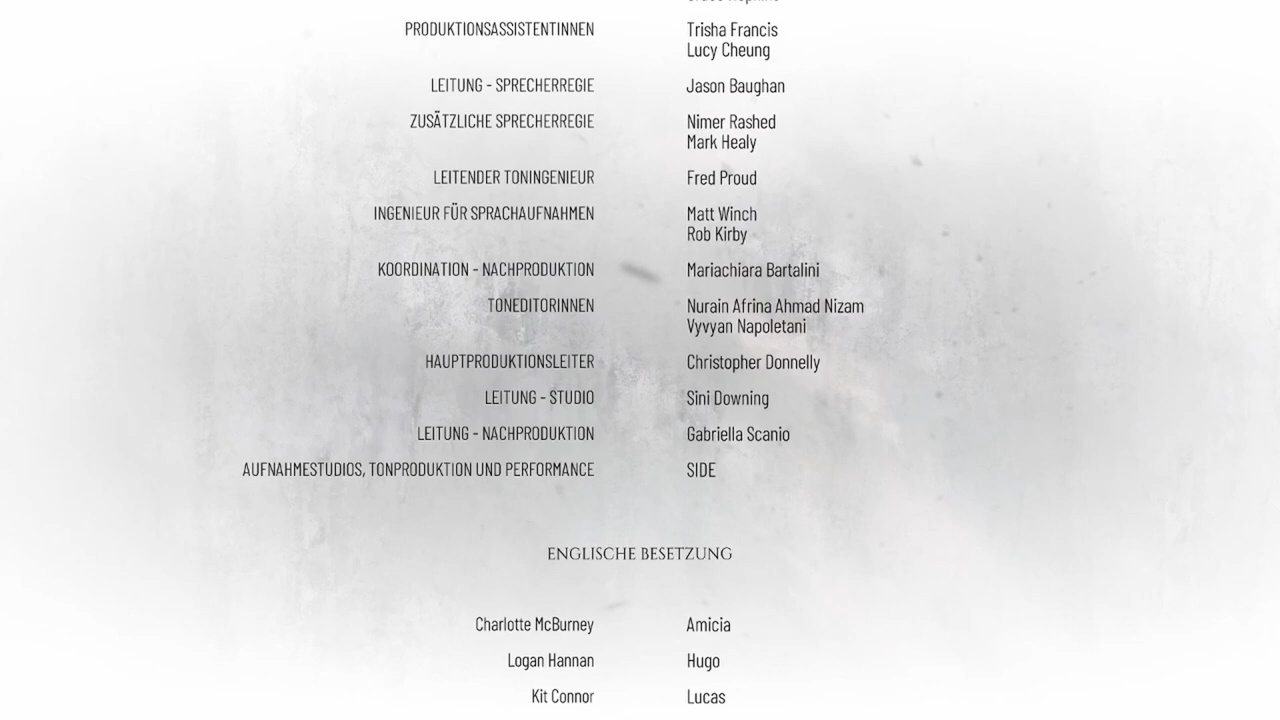 PRODUKTIONSASSISTENTINNEN Trisha Francis
Lucy Cheung
LEITUNG - SPRECHERREGIE Jason Baughan
ZUSÄTZLICHE SPRECHERREGIE Nimer Rashed
Mark Healy
LEITENDER TONINGENIEUR Fred Proud
INGENIEUR FÜR SPRACHAUFNAHMEN Matt Winch
Rob Kirby
KOORDINATION - NACHPRODUKTION Mariachiara Bartalini
TONEDITORINNEN Nurain Afrina Ahmad Nizam
Vyvyan Napoletani
HAUPTPRODUKTIONSLEITER Christopher Donnelly
LEITUNG - STUDIO Sini Downing
LEITUNG - NACHPRODUKTION Gabriella Scanio
AUFNAHMESTUDIOS, TONPRODUKTION UND PERFORMANCE SIDE
ENGLISCHE BESETZUNG
Charlotte McBurney Amicia
Logan Hannan Hugo
Kit Connor Lucas